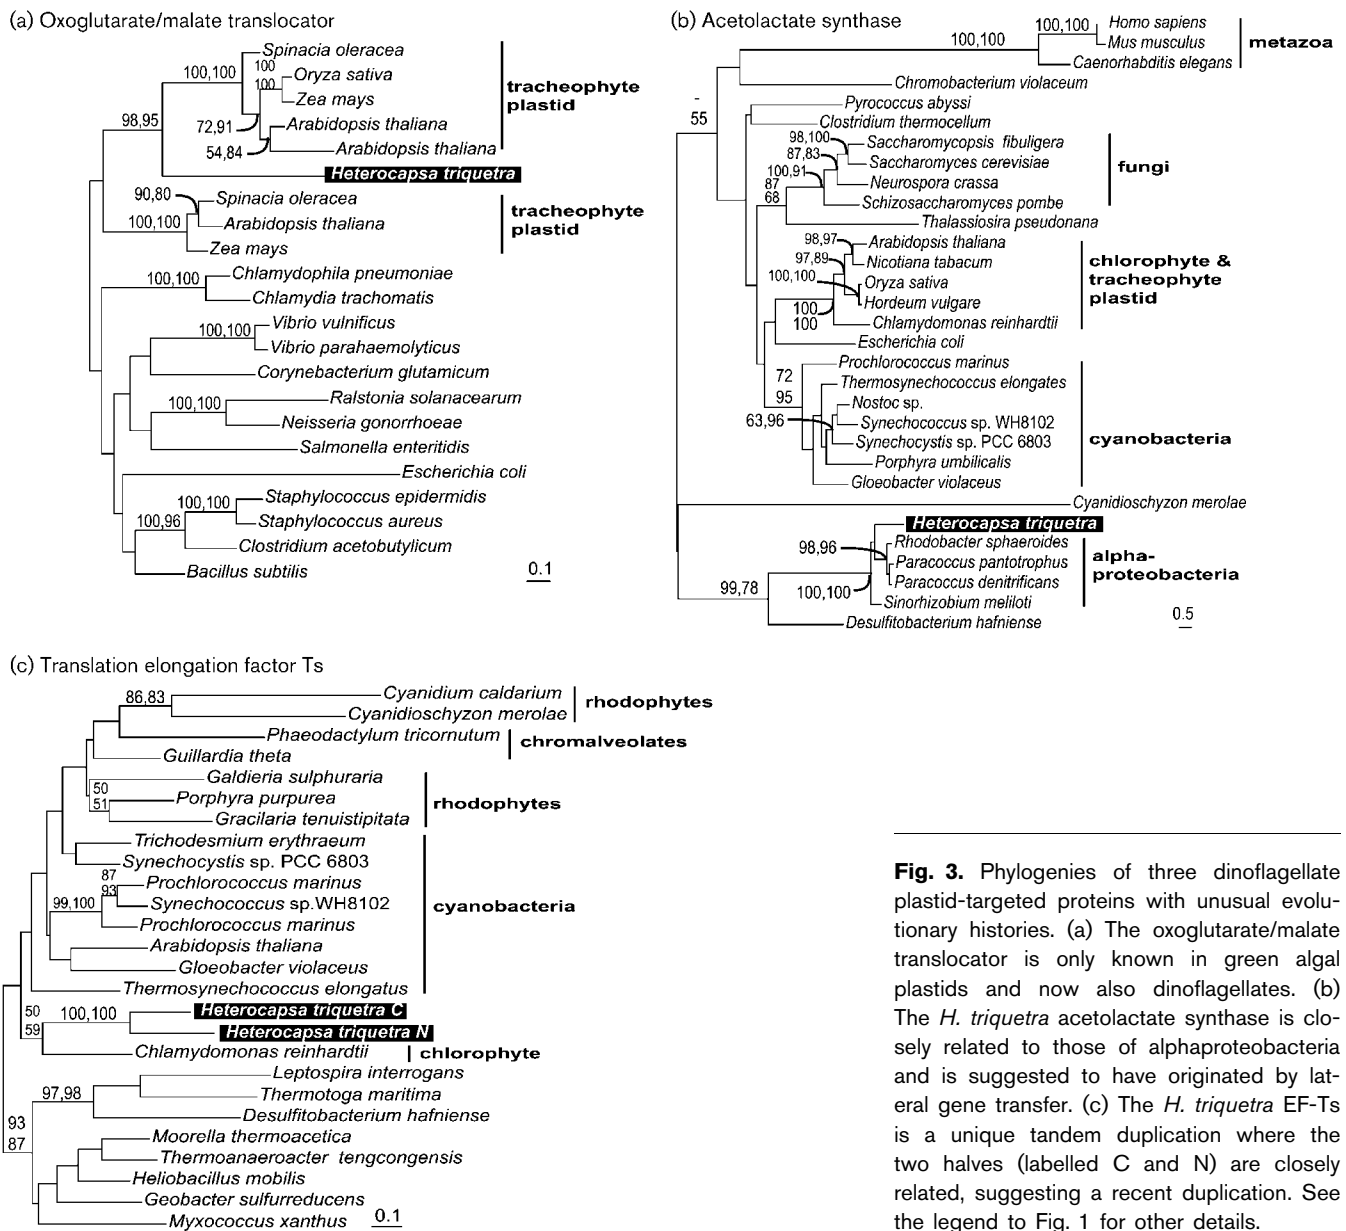 (a) Oxoglutarate/malate translocator
Spinacia oleracea
100
100,100
100
Oryza sativa
Zea mays
tracheophyte
plastid
98,95
72,91
Arabidopsis thaliana
54,84
Arabidopsis thaliana
Heterocapsa triquetra
90,80
Spinacia oleracea
100,100
Arabidopsis thaliana
tracheophyte
plastid
Zea mays
Chlamydophila pneumoniae
100,100
Chlamydia trachomatis
Vibrio vulnificus
100,100
Vibrio parahaemolyticus
Corynebacterium glutamicum
Ralstonia solanacearum
100,100
Neisseria gonorrhoeae
Salmonella enteritidis
Escherichia coli
Staphylococcus epidermidis
100,100
Staphylococcus aureus
100,96
Clostridium acetobutylicum
Bacillus subtilis
0.1
(b) Acetolactate synthase
100,100
Homo sapiens
100,100
Mus musculus
metazoa
Caenorhabditis elegans
Chromobacterium violaceum
-
55
Pyrococcus abyssi
Clostridium thermocellum
98,100
Saccharomycopsis fibuligera
87,83
Saccharomyces cerevisiae
fungi
100,91
Neurospora crassa
87
68
Schizosaccharomyces pombe
Thalassiosira pseudonana
98,97
Arabidopsis thaliana
97,89
Nicotiana tabacum
chlorophyte &
tracheophyte
plastid
100,100
Oryza sativa
Hordeum vulgare
100
100
Chlamydomonas reinhardtii
Escherichia coli
Prochlorococcus marinus
72
95
Thermosynechococcus elongates
Nostoc sp.
63,96
Synechococcus sp. WH8102
Synechocystis sp. PCC 6803
cyanobacteria
Porphyra umbilicalis
Gloeobacter violaceus
Cyanidioschyzon merolae
Heterocapsa triquetra
98,96
Rhodobacter sphaeroides
Paracoccus pantotrophus
alpha-
proteobacteria
99,78
100,100
Paracoccus denitrificans
Sinorhizobium meliloti
Desulfitobacterium hafniense
0.5
(c) Translation elongation factor Ts
86,83
Cyanidium caldarium
Cyanidioschyzon merolae
rhodophytes
Phaeodactylum tricornutum
chromalveolates
Guillardia theta
Galdieria sulphuraria
50
51
Porphyra purpurea
rhodophytes
Gracilaria tenuistipitata
Trichodesmium erythraeum
Synechocystis sp. PCC 6803
87
93
Prochlorococcus marinus
99,100
Synechococcus sp.WH8102
cyanobacteria
Prochlorococcus marinus
Arabidopsis thaliana
Gloeobacter violaceus
Thermosynechococcus elongatus
50
59
100,100
Heterocapsa triquetra C
Heterocapsa triquetra N
Chlamydomonas reinhardtii
chlorophyte
Leptospira interrogans
97,98
Thermotoga maritima
Desulfitobacterium hafniense
93
87
Moorella thermoacetica
Thermoanaeroacter tengcongensis
Heliobacillus mobilis
Geobacter sulfurreducens
Myxococcus xanthus
0.1
Fig. 3. Phylogenies of three dinoflagellate
plastid-targeted proteins with unusual evolu-
tionary histories. (a) The oxoglutarate/malate
translocator is only known in green algal
plastids and now also dinoflagellates. (b)
The H. triquetra acetolactate synthase is clo-
sely related to those of alphaproteobacteria
and is suggested to have originated by lat-
eral gene transfer. (c) The H. triquetra EF-Ts
is a unique tandem duplication where the
two halves (labelled C and N) are closely
related, suggesting a recent duplication. See
the legend to Fig. 1 for other details.